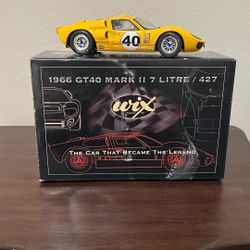 40
1966 GT40 MARK II 7 LITRE / 427
wix
THE CAR THAT BECAME THE LEGEND